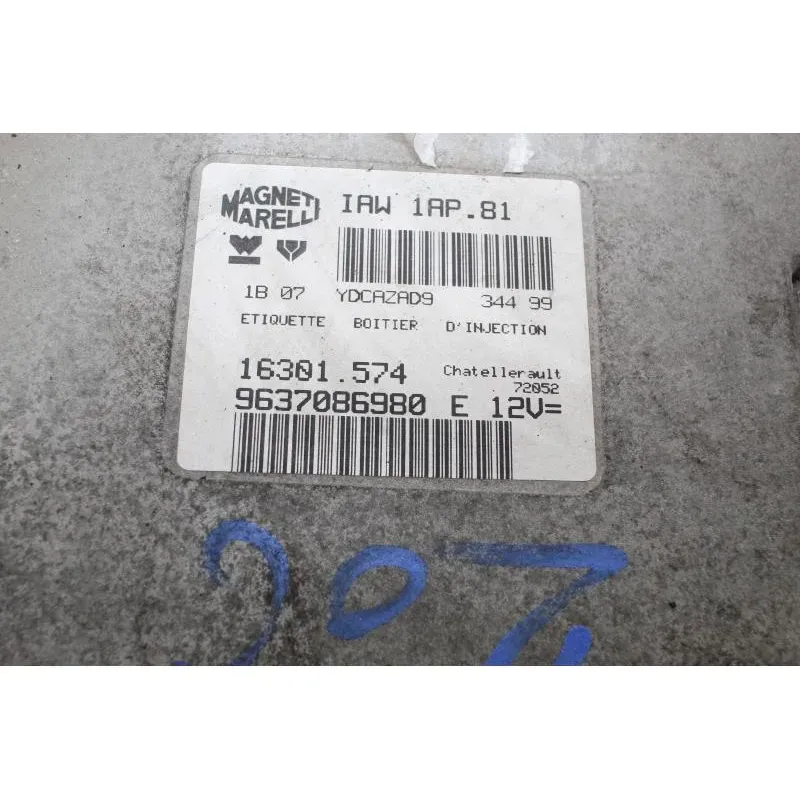 MAGNETI
MARELLI
IAW 1AP.81
1B 07 YDCAZAD9 344 99
ETIQUETTE BOITIER D'INJECTION
16301.574 Chatellerault
72052
9637086980 E 12V=